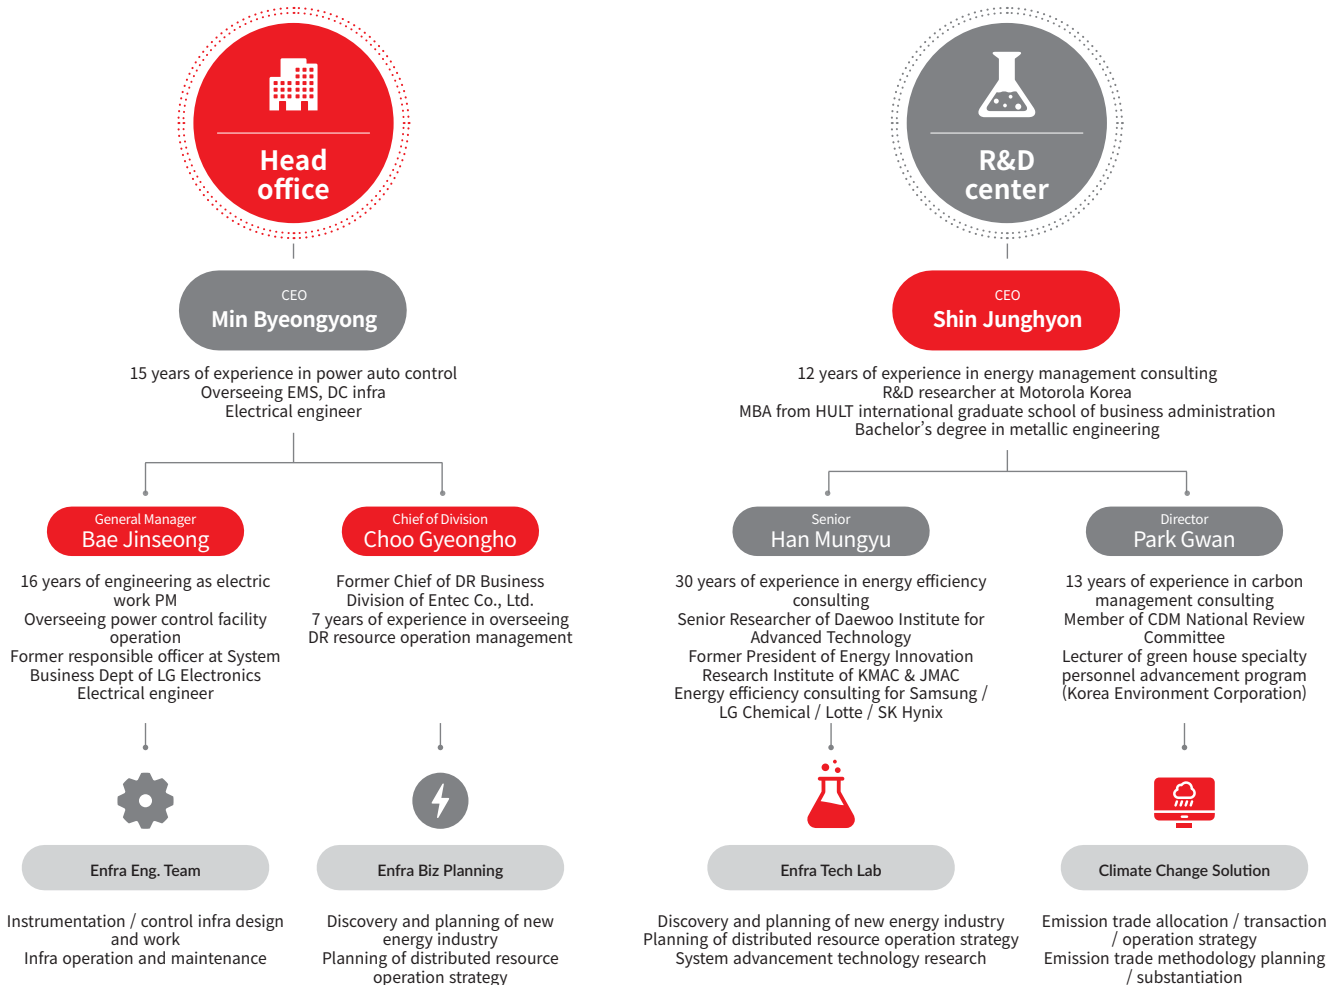 Head
office
CEO
Min Byeongyong
15 years of experience in power auto control
Overseeing EMS, DC infra
Electrical engineer
General Manager
Bae Jinseong
16 years of engineering as electric
work PM
Overseeing power control facility
operation
Former responsible officer at System
Business Dept of LG Electronics
Electrical engineer
Enfra Eng. Team
Instrumentation / control infra design
and work
Infra operation and maintenance
Chief of Division
Choo Gyeongho
Former Chief of DR Business
Division of Entec Co., Ltd.
7 years of experience in overseeing
DR resource operation management
Enfra Biz Planning
Discovery and planning of new
energy industry
Planning of distributed resource
operation strategy
R&D
center
CEO
Shin Junghyon
12 years of experience in energy management consulting
R&D researcher at Motorola Korea
MBA from HULT international graduate school of business administration
Bachelor's degree in metallic engineering
Senior
Han Mungyu
30 years of experience in energy efficiency
consulting
Senior Researcher of Daewoo Institute for
Advanced Technology
Former President of Energy Innovation
Research Institute of KMAC & JMAC
Energy efficiency consulting for Samsung /
LG Chemical / Lotte / SK Hynix
Enfra Tech Lab
Discovery and planning of new energy industry
Planning of distributed resource operation strategy
System advancement technology research
Director
Park Gwan
13 years of experience in carbon
management consulting
Member of CDM National Review
Committee
Lecturer of green house specialty
personnel advancement program
(Korea Environment Corporation)
Climate Change Solution
Emission trade allocation / transaction
/ operation strategy
Emission trade methodology planning
/ substantiation